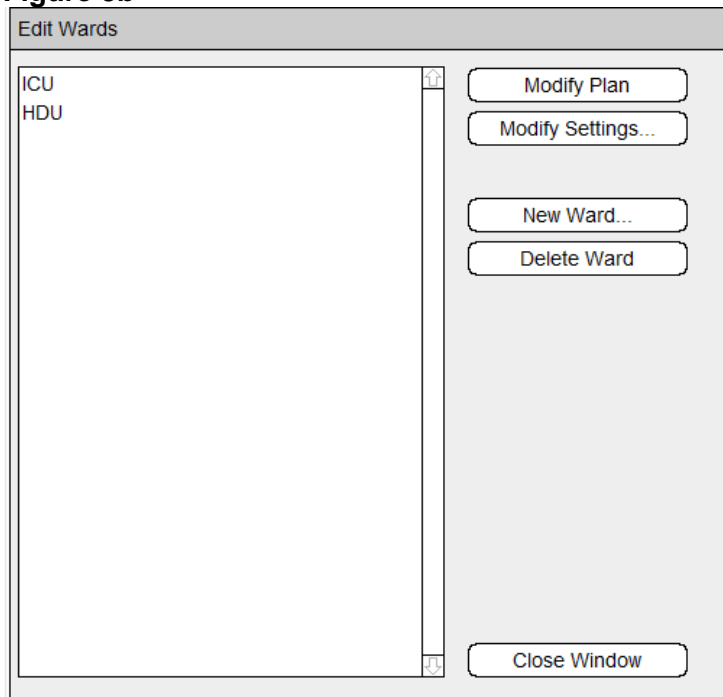 Edit Wards
ICU
HDU
Modify Plan
Modify Settings...
New Ward...
Delete Ward
Close Window